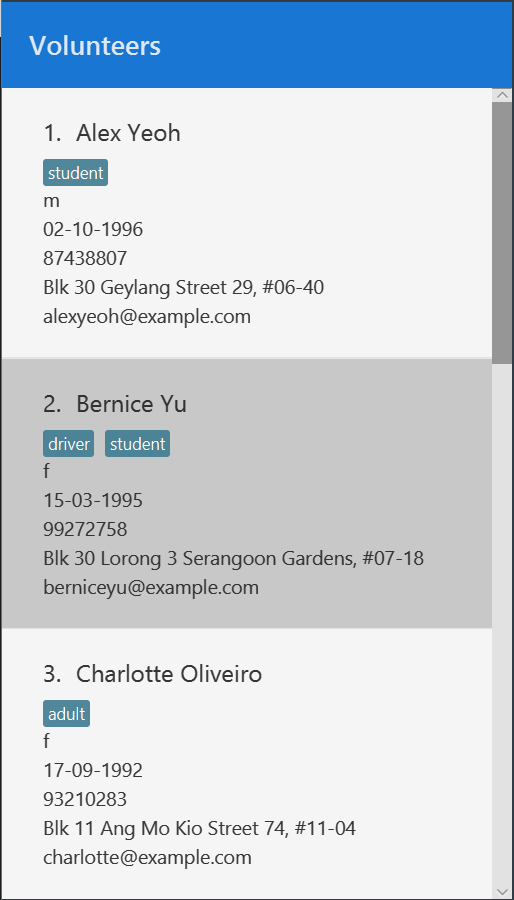 Volunteers
1. Alex Yeoh
student
m
02-10-1996
87438807
Blk 30 Geylang Street 29, #06-40
alexyeoh@example.com
2. Bernice Yu
driver student
f
15-03-1995
99272758
Blk 30 Lorong 3 Serangoon Gardens, #07-18
berniceyu@example.com
3. Charlotte Oliveiro
adult
f
17-09-1992
93210283
Blk 11 Ang Mo Kio Street 74, #11-04
charlotte@example.com